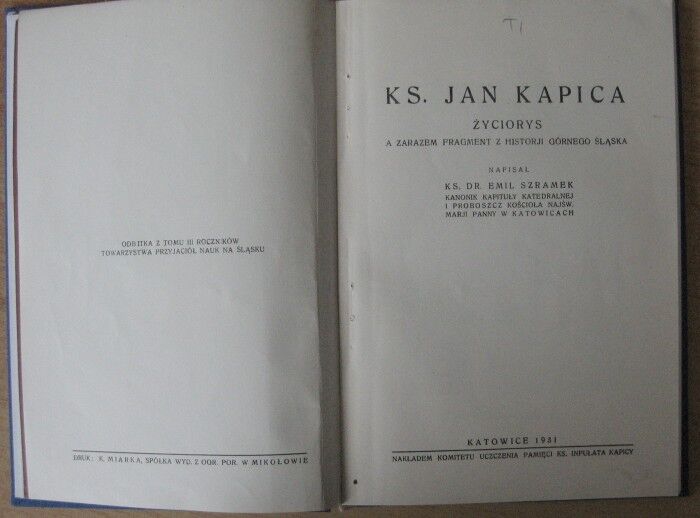 ODBITKA Z TOMU III ROCZNIKÓW
TOWARZYSTWA PRZYJACIÓŁ NAUK NA ŚLĄSKU
DRUK: K. MIARKA, SPÓŁKA WYD. Z OGR. POR. W MIKOŁOWIE
T1
KS. JAN KAPICA
ŻYCIORYS
A ZARAZEM FRAGMENT Z HISTORJI GÓRNEGO ŚLĄSKA
NAPISAŁ
KS. DR. EMIL SZRAMEK
KANONIK KAPITUŁY KATEDRALNEJ
I PROBOSZCZ KOŚCIOŁA NAJŚW.
MARJI PANNY W KATOWICACH
KATOWICE 1931
NAKŁADEM KOMITETU UCZCZENIA PAMIĘCI KS. INFUŁATA KAPICY